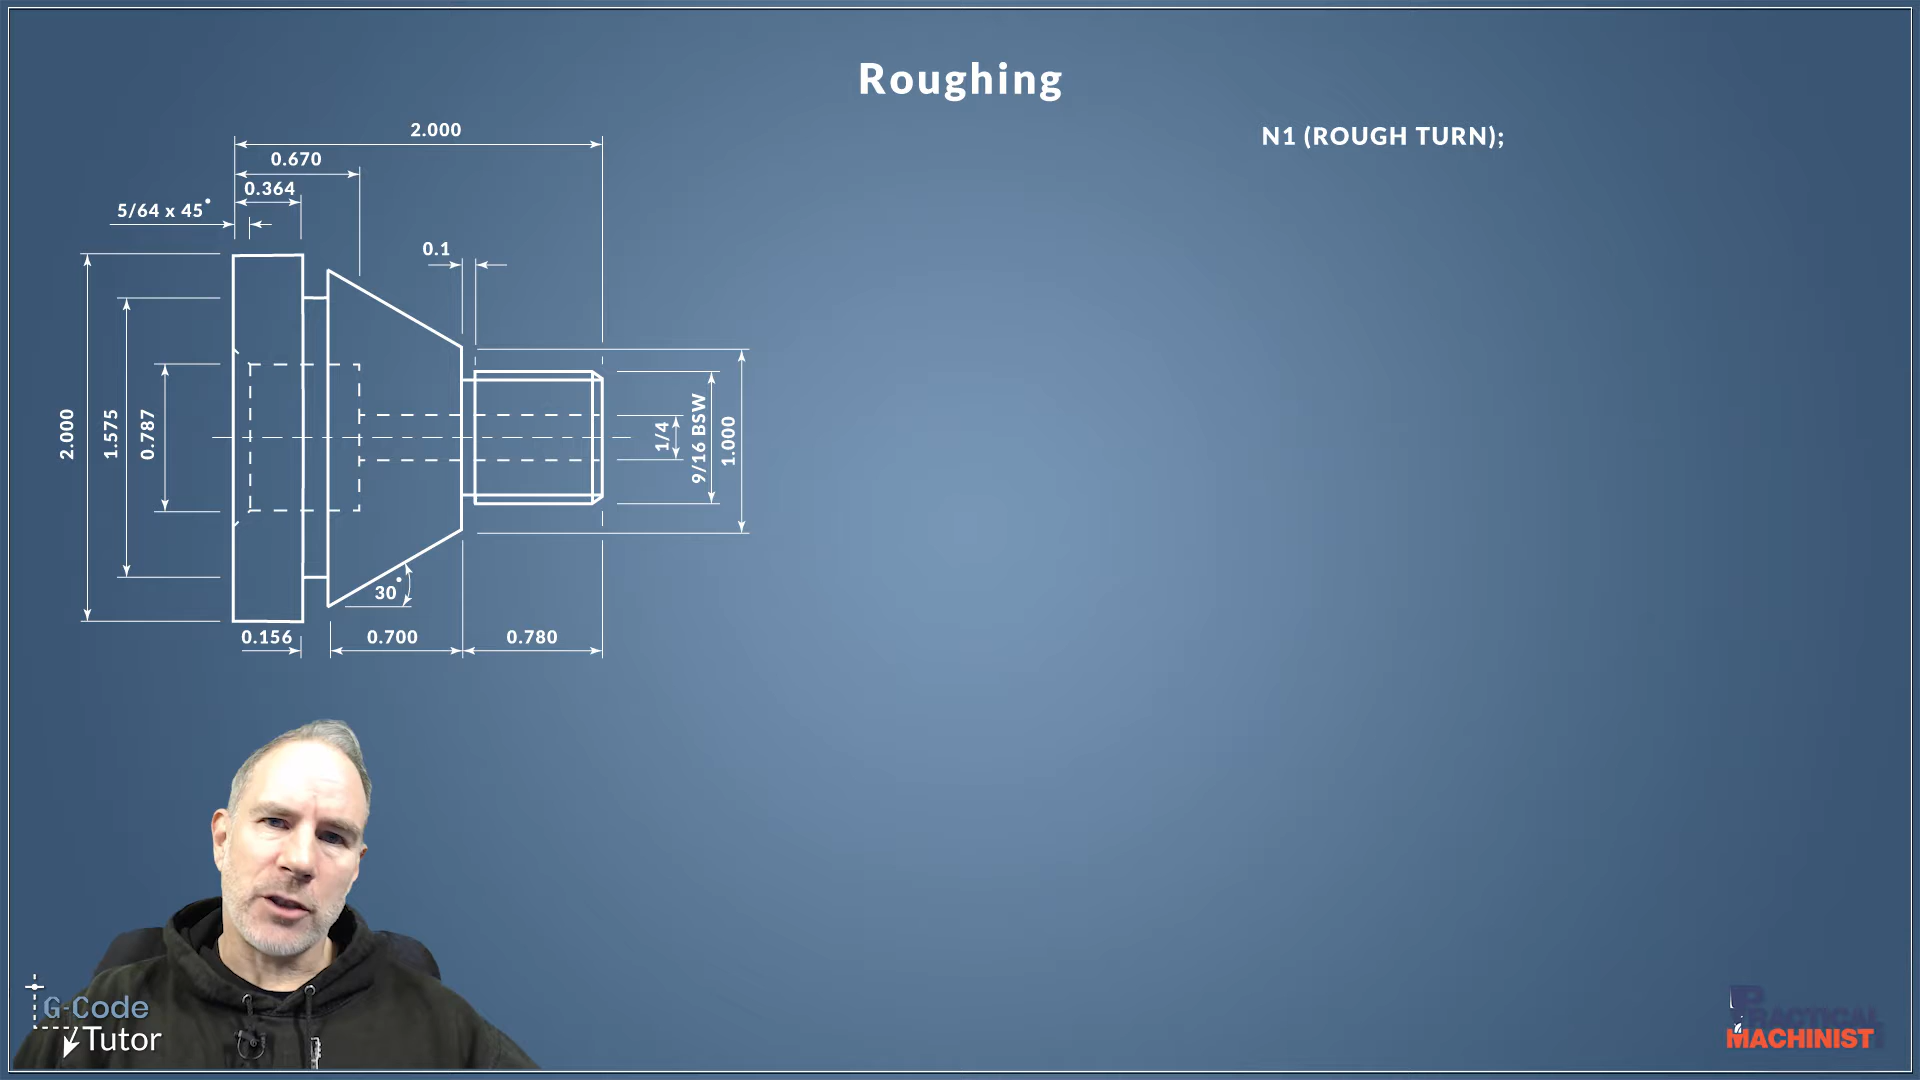 Roughing
N1 (ROUGH TURN);
2.000
0.670
0.364
5/64 x 45°
0.1
2.000
1.575
0.787
1/4
9/16 BSW
1.000
30°
0.156
0.700
0.780
G-Code
Tutor
PRACTICAL
MACHINIST